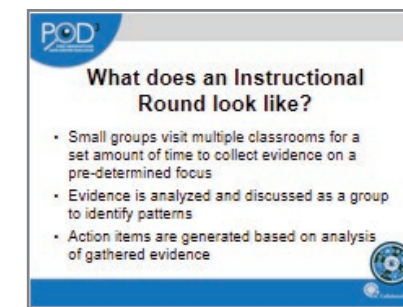 POD³
What does an Instructional
Round look like?
• Small groups visit multiple classrooms for a
set amount of time to collect evidence on a
pre-determined focus
• Evidence is analyzed and discussed as a group
to identify patterns
• Action items are generated based on analysis
of gathered evidence